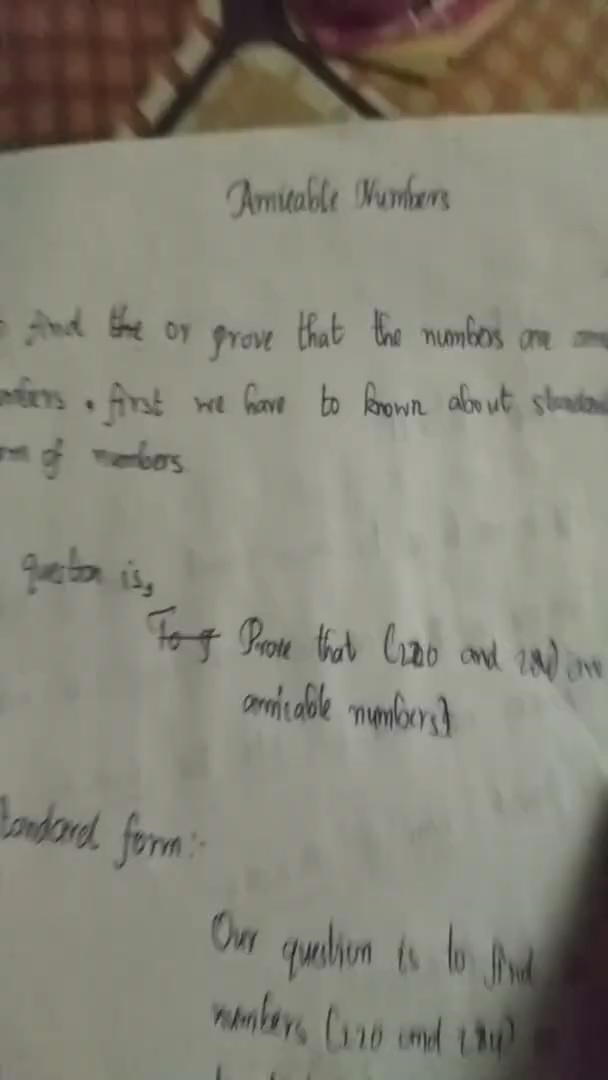 Amicable Numbers
find the or prove that the numbers are
first we have to known about
of numbers
question is,
To Prove that (220 and 284) are
amicable numbers}
form:-
Our question is to find
numbers (220 and 284)